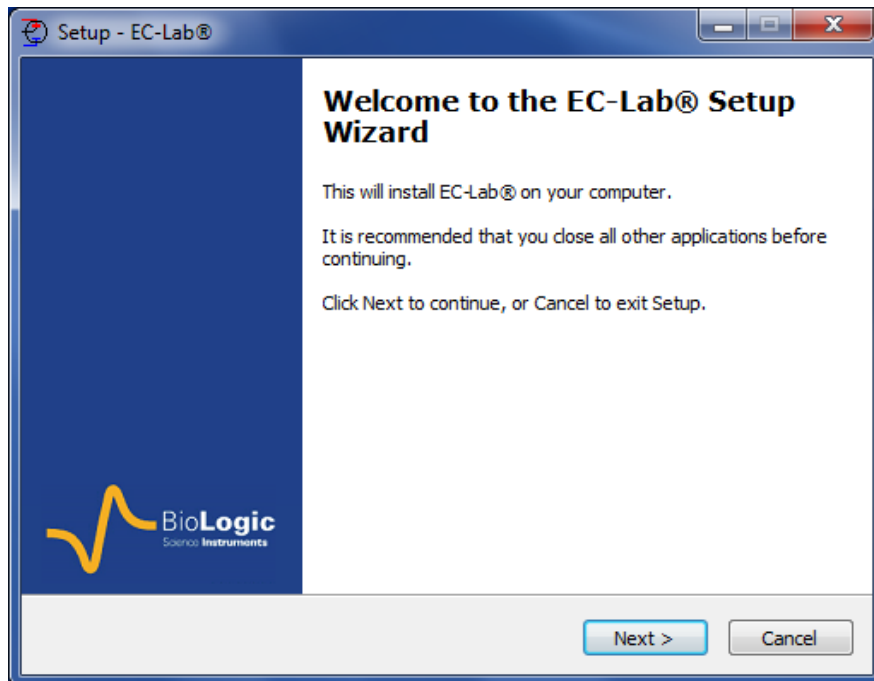 Setup - EC-Lab®
Welcome to the EC-Lab® Setup
Wizard
This will install EC-Lab® on your computer.
It is recommended that you close all other applications before
continuing.
Click Next to continue, or Cancel to exit Setup.
BioLogic
Science Instruments
Next >
Cancel